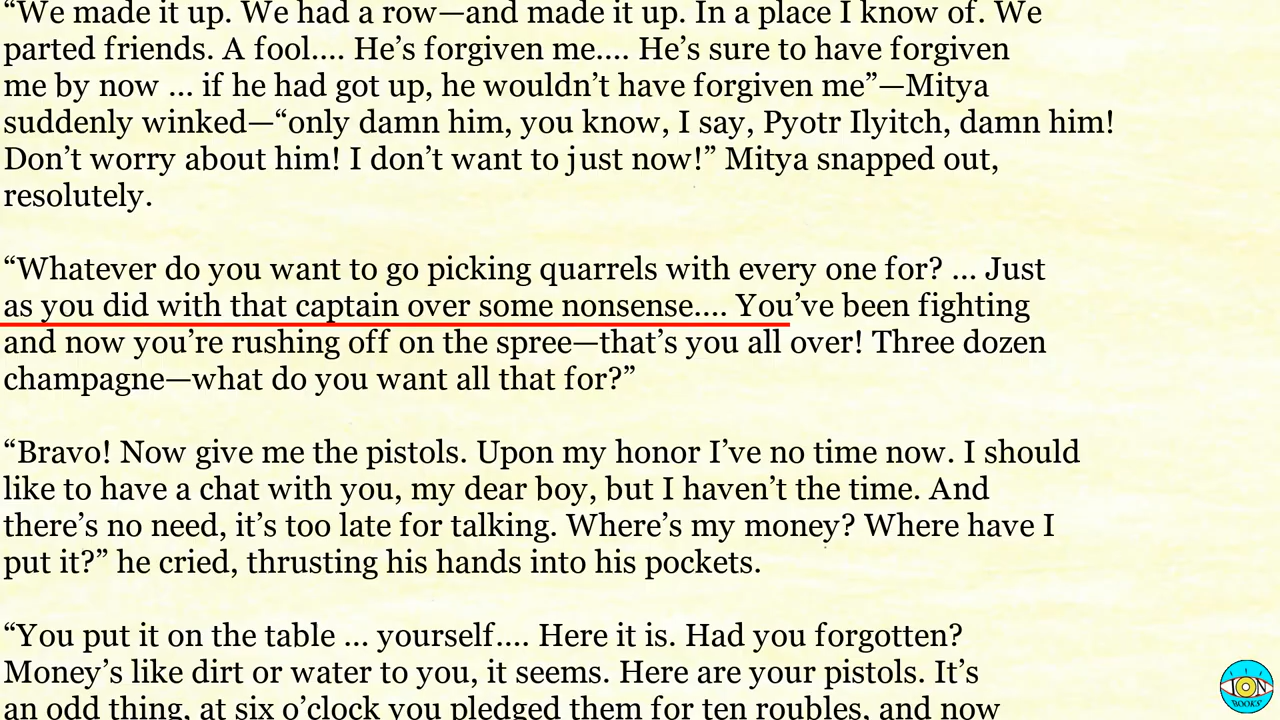 “We made it up. We had a row—and made it up. In a place I know of. We
parted friends. A fool.... He’s forgiven me.... He’s sure to have forgiven
me by now ... if he had got up, he wouldn’t have forgiven me”—Mitya
suddenly winked—“only damn him, you know, I say, Pyotr Ilyitch, damn him!
Don’t worry about him! I don’t want to just now!” Mitya snapped out,
resolutely.
“Whatever do you want to go picking quarrels with every one for? ... Just
as you did with that captain over some nonsense.... You’ve been fighting
and now you’re rushing off on the spree—that’s you all over! Three dozen
champagne—what do you want all that for?”
“Bravo! Now give me the pistols. Upon my honor I’ve no time now. I should
like to have a chat with you, my dear boy, but I haven’t the time. And
there’s no need, it’s too late for talking. Where’s my money? Where have I
put it?” he cried, thrusting his hands into his pockets.
“You put it on the table ... yourself.... Here it is. Had you forgotten?
Money’s like dirt or water to you, it seems. Here are your pistols. It’s
an odd thing, at six o’clock you pledged them for ten roubles, and now
ION
BOOKS